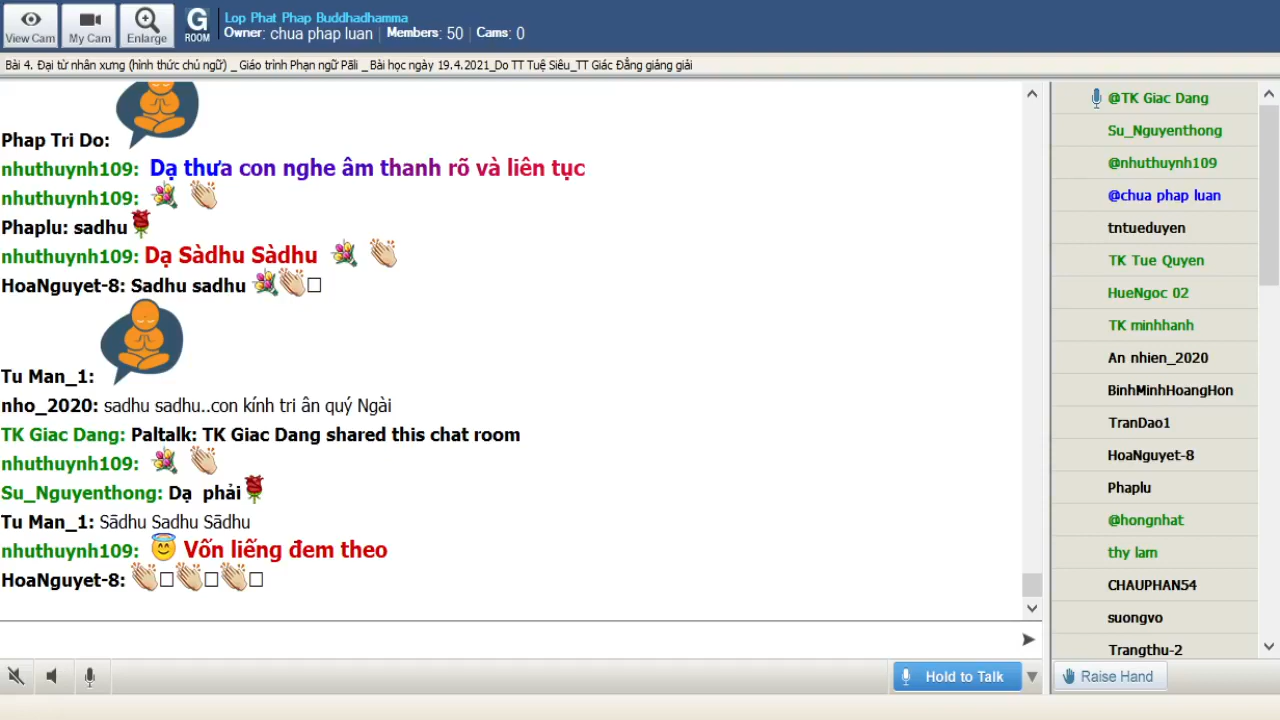 View Cam
My Cam
Enlarge
G
ROOM
Lop Phat Phap Buddhadhamma
Owner: chua phap luan
Members: 50
Cams: 0
Bài 4. Đại từ nhân xưng (hình thức chủ ngữ) _ Giáo trình Phạn ngữ Pāli _ Bài học ngày 19.4.2021_Do TT Tuệ Siêu_TT Giác Đẳng giảng giải
Phap Tri Do:
nhuthuynh109: Dạ thưa con nghe âm thanh rõ và liên tục
nhuthuynh109:
Phaplu: sadhu
nhuthuynh109: Dạ Sàdhu Sàdhu
HoaNguyet-8: Sadhu sadhu
Tu Man_1:
nho_2020: sadhu sadhu..con kính tri ân quý Ngài
TK Giac Dang: Paltalk: TK Giac Dang shared this chat room
nhuthuynh109:
Su_Nguyenthong: Dạ phải
Tu Man_1: Sādhu Sadhu Sādhu
nhuthuynh109: Vốn liếng đem theo
HoaNguyet-8:
@TK Giac Dang
Su_Nguyenthong
@nhuthuynh109
@chua phap luan
tntueduyen
TK Tue Quyen
HueNgoc 02
TK minhhanh
An nhien_2020
BinhMinhHoangHon
TranDao1
HoaNguyet-8
Phaplu
@hongnhat
thy lam
CHAUPHAN54
suongvo
Trangthu-2
Hold to Talk
Raise Hand